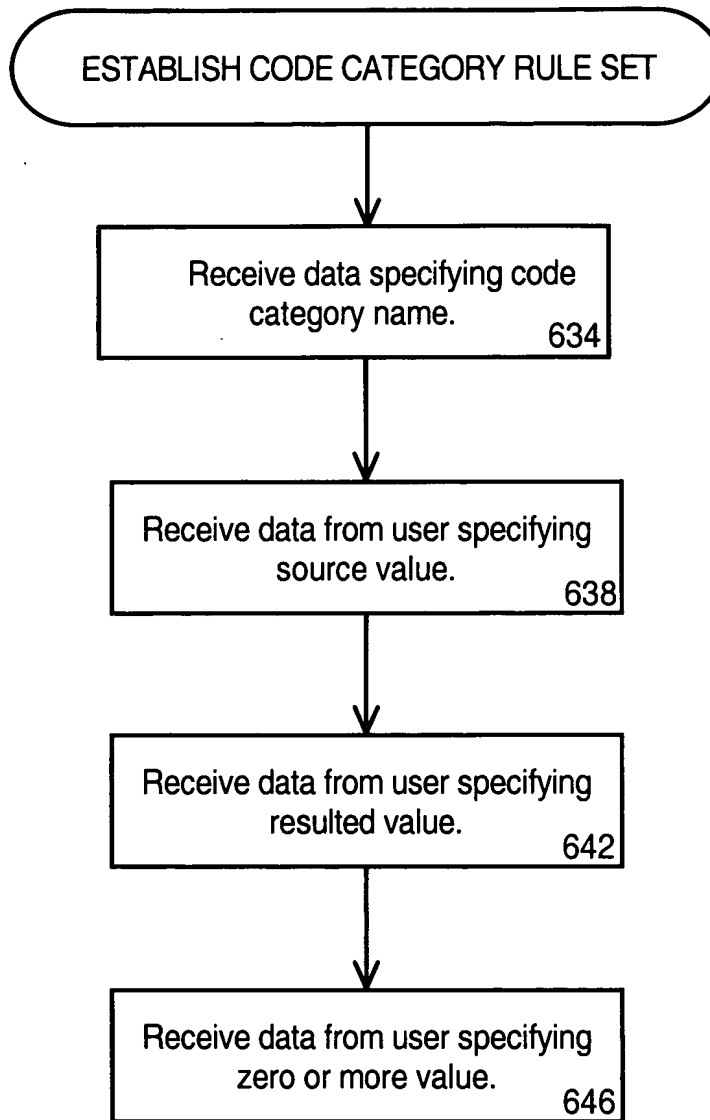 ESTABLISH CODE CATEGORY RULE SET
Receive data specifying code
category name.
634
Receive data from user specifying
source value.
638
Receive data from user specifying
resulted value.
642
Receive data from user specifying
zero or more value.
646